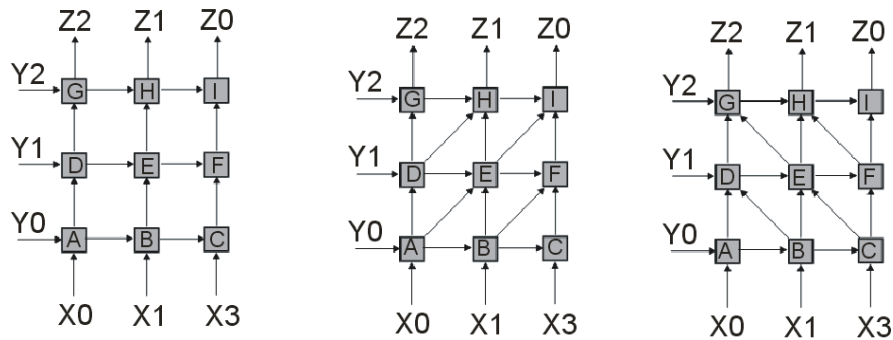 Z2 Z1 Z0
Y2 G H I
Y1 D E F
Y0 A B C
X0 X1 X3
Z2 Z1 Z0
Y2 G H I
Y1 D E F
Y0 A B C
X0 X1 X3
Z2 Z1 Z0
Y2 G H I
Y1 D E F
Y0 A B C
X0 X1 X3